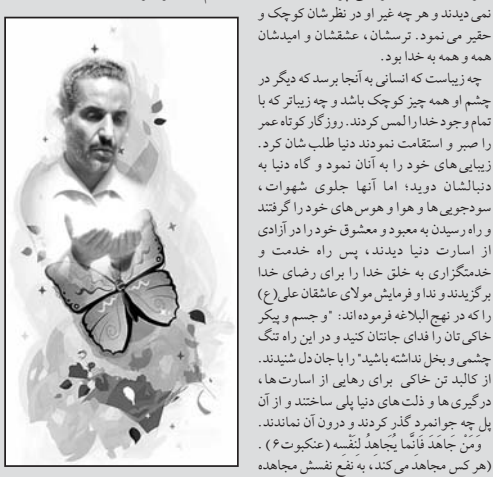 نمی دیدند و هر چه غیر او در نظرشان کوچک و
حقیر می نمود. ترسشان، عشقشان و امیدشان
همه و همه به خدا بود.
چه زیباست که انسانی به آنجا برسد که دیگر در
چشم او همه چیز کوچک باشد و چه زیباتر که با
تمام وجود خدا را لمس کردند. روزگار کوتاه عمر
را صبر و استقامت نمودند دنیا طلب شان کرد.
زیبایی های خود را به آنان نمود و گاه دنیا به
دنبالشان دوید؛ اما آنها جلوی شهوات،
سودجویی ها و هوا و هوس های خود را گرفتند
و راه رسیدن به معبود و معشوق خود را در آزادی
از اسارت دنیا دیدند، پس راه خدمت و
خدمتگزاری به خلق خدا را برای رضای خدا
برگزیدند و ندا و فرمایش مولای عاشقان علی(ع)
را که در نهج البلاغه فرموده اند: "و جسم و پیکر
خاکی تان را فدای جانتان کنید و در این راه تنگ
چشمی و بخل نداشته باشید" را با جان دل شنیدند.
از کالبد تن خاکی برای رهایی از اسارت ها،
درگیری ها و ذلت های دنیا پلی ساختند و از آن
پل چه جوانمرد گذر کردند و درون آن نماندند.
وَمَنْ جاهَدَ فَانَّما يُجاهِدُ لِنَفْسِه (عنکبوت۶) .
(هر کس مجاهد می کند، به نفع نفسش مجاهده